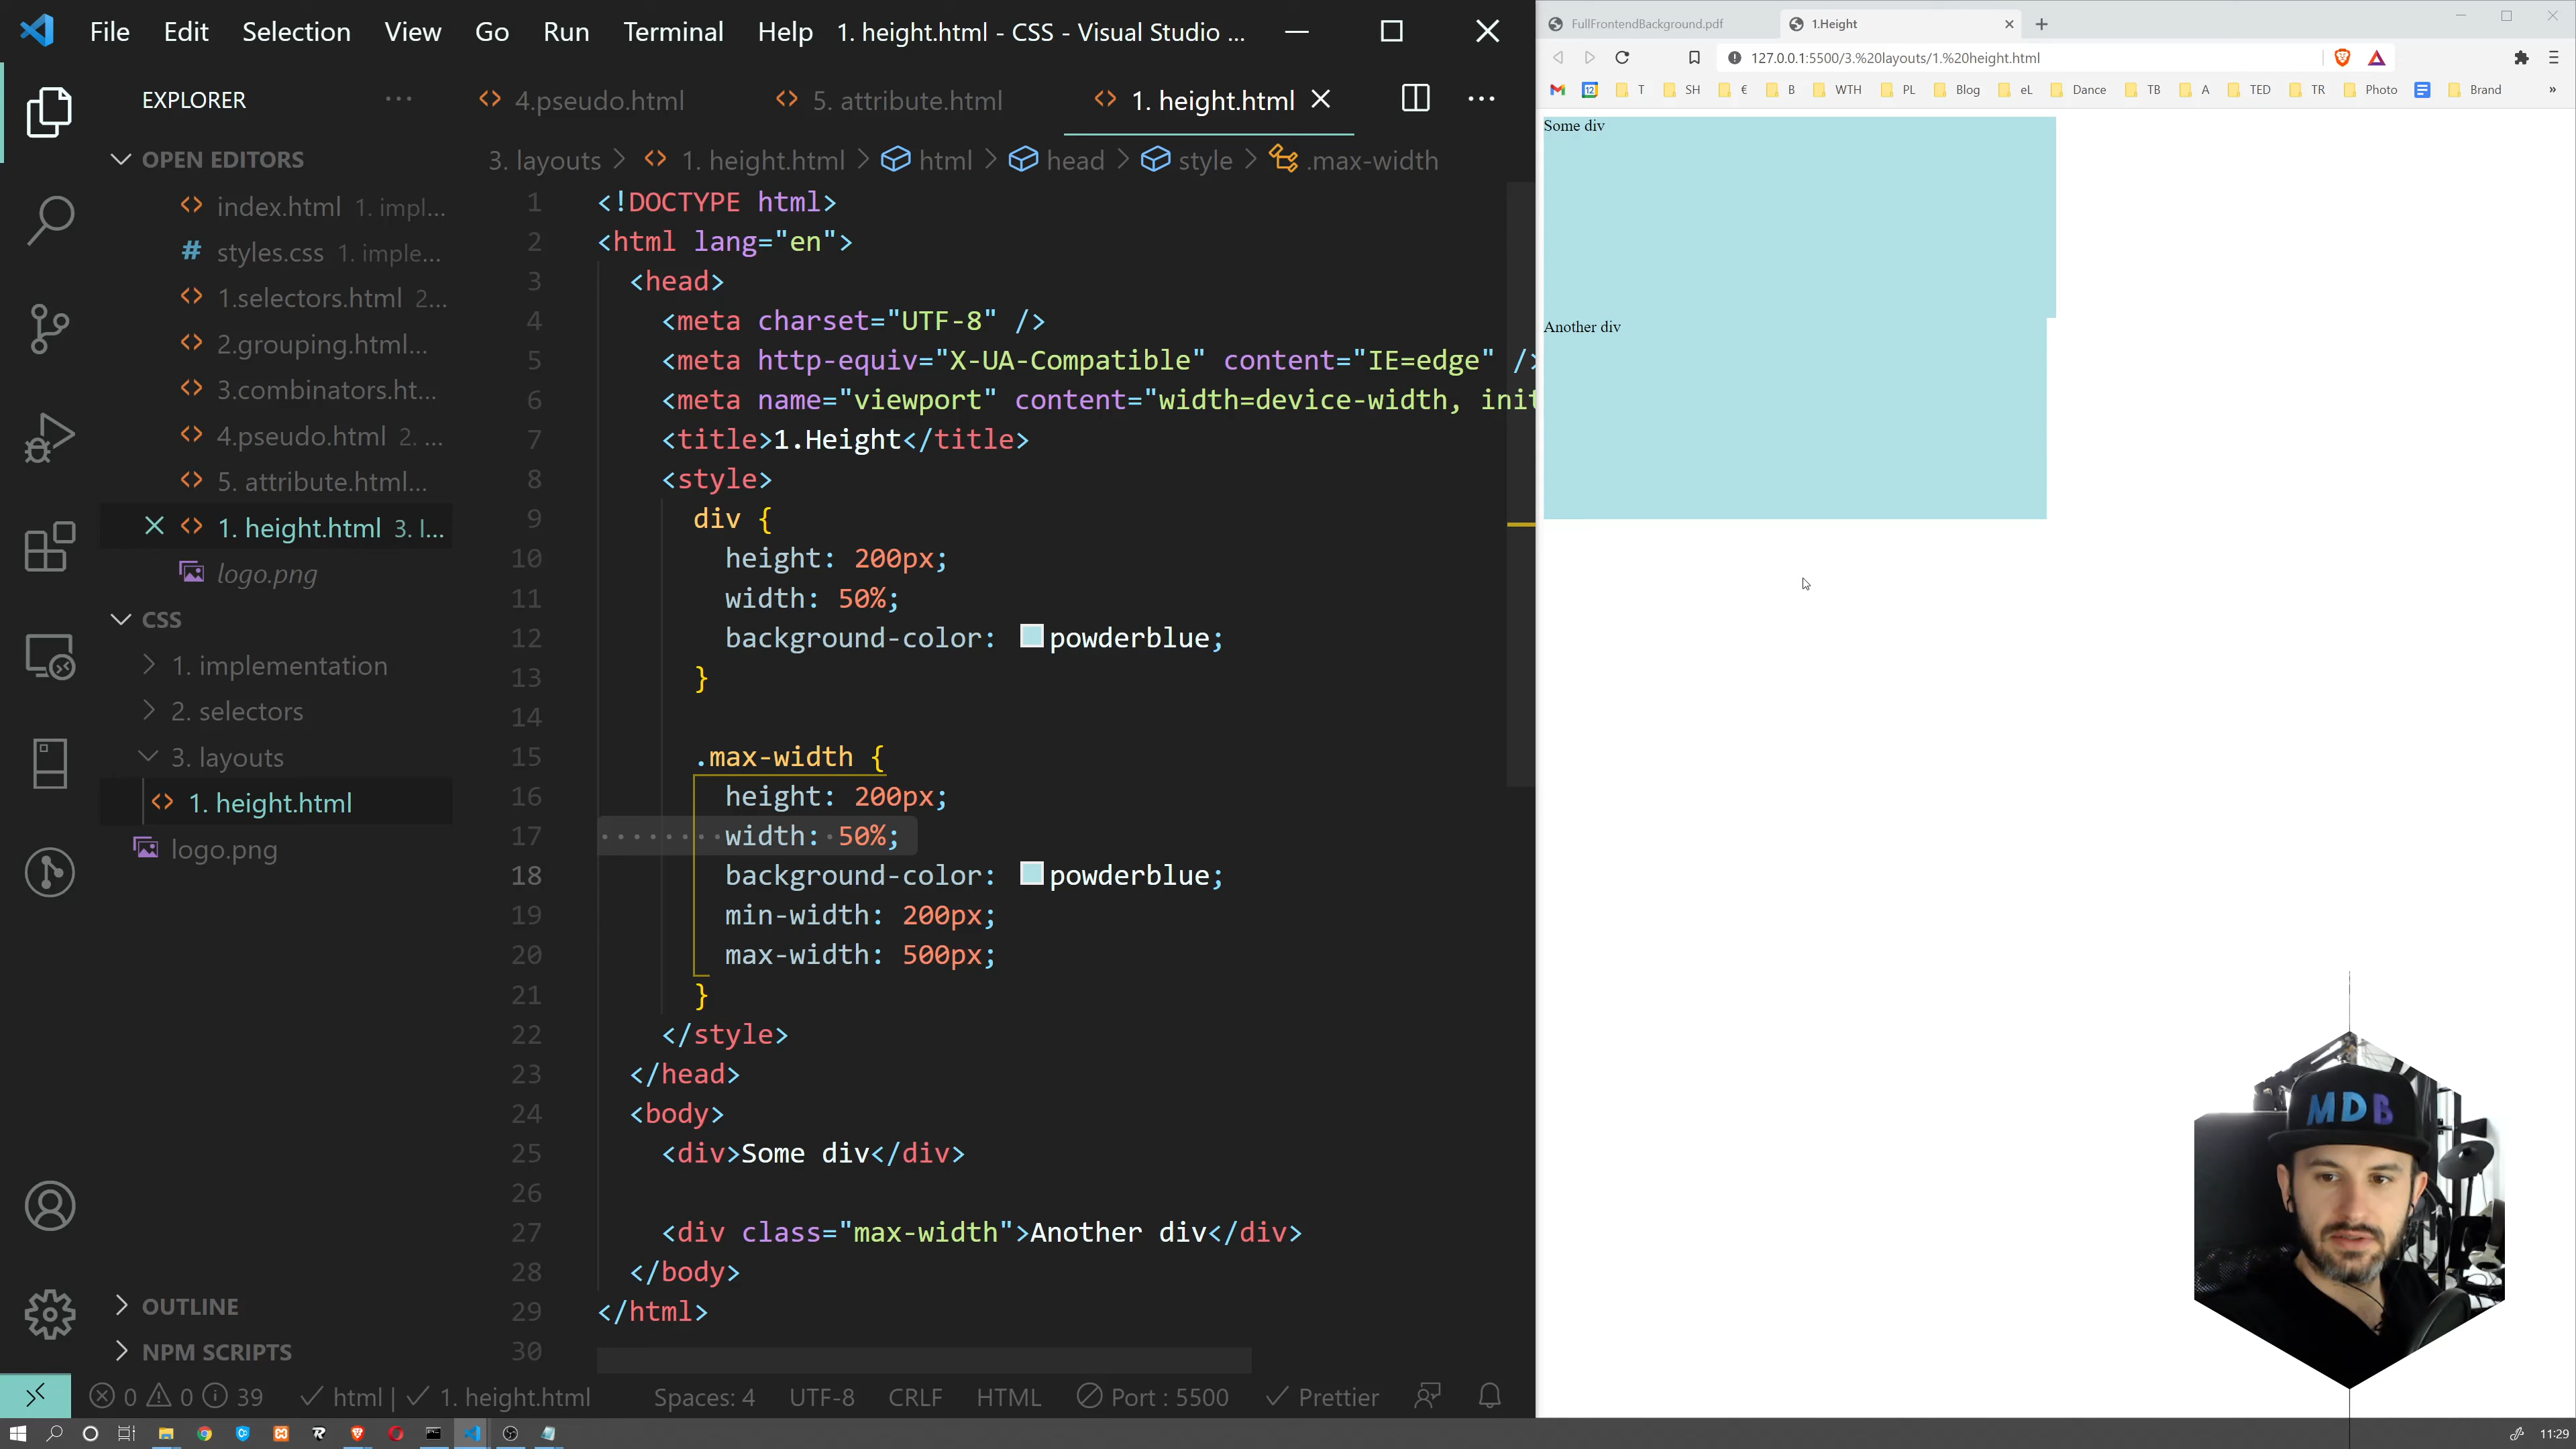 File Edit Selection View Go Run Terminal Help 1. height.html - CSS - Visual Studio ...
EXPLORER ...
4.pseudo.html 5. attribute.html 1. height.html
3. layouts > 1. height.html > html > head > style > .max-width
OPEN EDITORS
index.html 1. impl...
styles.css 1. imple...
1.selectors.html 2...
2.grouping.html...
3.combinators.ht...
4.pseudo.html 2. ...
5. attribute.html...
1. height.html 3. l...
logo.png
CSS
1. implementation
2. selectors
3. layouts
1. height.html
logo.png
OUTLINE
NPM SCRIPTS
1 <!DOCTYPE html>
2 <html lang="en">
3 <head>
4 <meta charset="UTF-8" />
5 <meta http-equiv="X-UA-Compatible" content="IE=edge" />
6 <meta name="viewport" content="width=device-width, init
7 <title>1.Height</title>
8 <style>
9 div {
10 height: 200px;
11 width: 50%;
12 background-color: powderblue;
13 }
14
15 .max-width {
16 height: 200px;
17 width: 50%;
18 background-color: powderblue;
19 min-width: 200px;
20 max-width: 500px;
21 }
22 </style>
23 </head>
24 <body>
25 <div>Some div</div>
26
27 <div class="max-width">Another div</div>
28 </body>
29 </html>
30
0 0 39 html | 1. height.html Spaces: 4 UTF-8 CRLF HTML Port : 5500 Prettier
FullFrontendBackground.pdf 1.Height
127.0.0.1:5500/3.%20layouts/1.%20height.html
12 T SH € B WTH PL Blog eL Dance TB A TED TR Photo Brand »
Some div
Another div
MDB
11:29